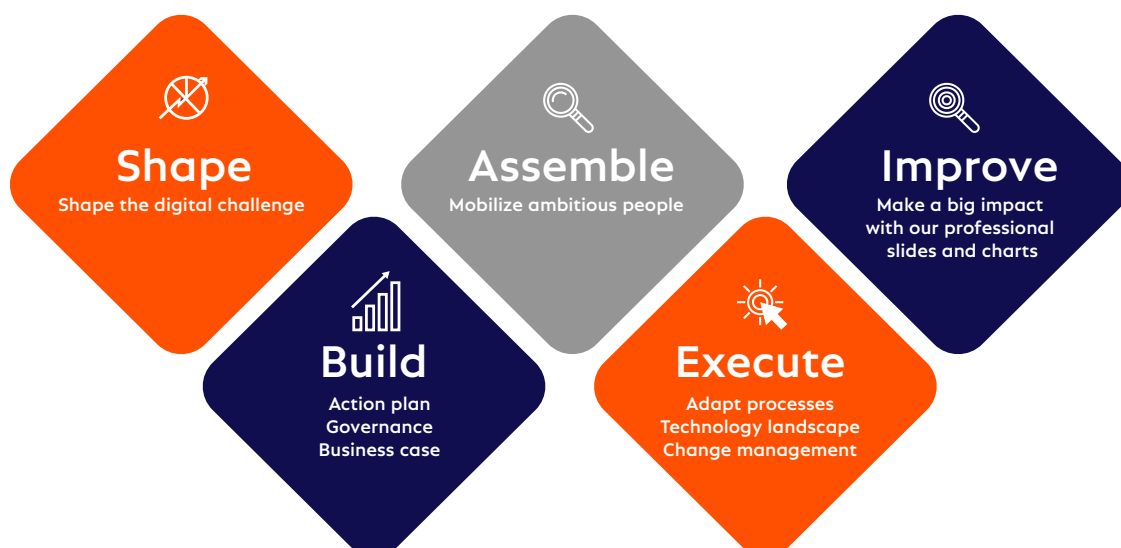 Shape
Shape the digital challenge
Build
Action plan
Governance
Business case
Assemble
Mobilize ambitious people
Execute
Adapt processes
Technology landscape
Change management
Improve
Make a big impact
with our professional
slides and charts